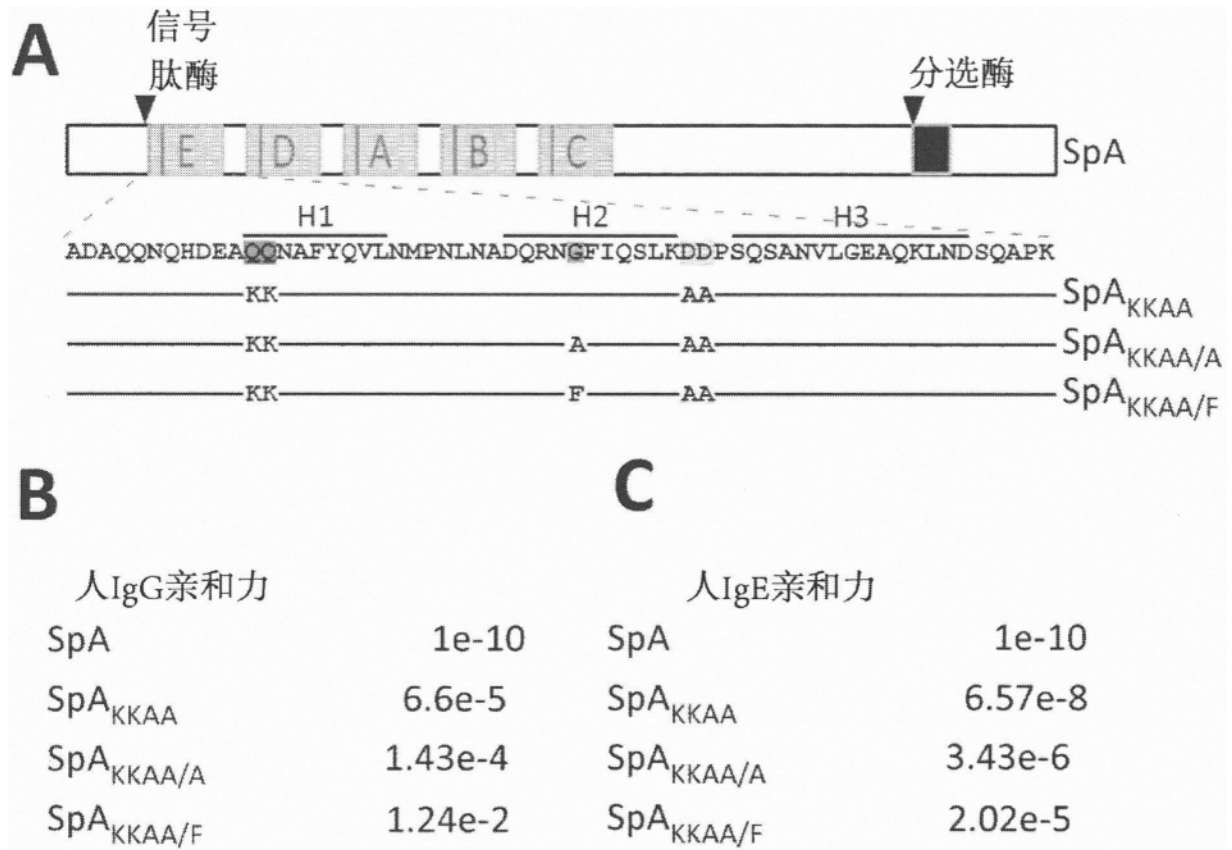 A
信号
肽酶
分选酶
E D A B C SpA
H1 H2 H3
ADAQQNQHDEAQQNAFYQVLNMPNLNADQRNGFIQSLKDDPSQSANVLGEAQKLNDSQAPK
KK AA SpAKKAA
KK A AA SpAKKAA/A
KK F AA SpAKKAA/F
B
人IgG亲和力
SpA 1e-10
SpAKKAA 6.6e-5
SpAKKAA/A 1.43e-4
SpAKKAA/F 1.24e-2
C
人IgE亲和力
SpA 1e-10
SpAKKAA 6.57e-8
SpAKKAA/A 3.43e-6
SpAKKAA/F 2.02e-5